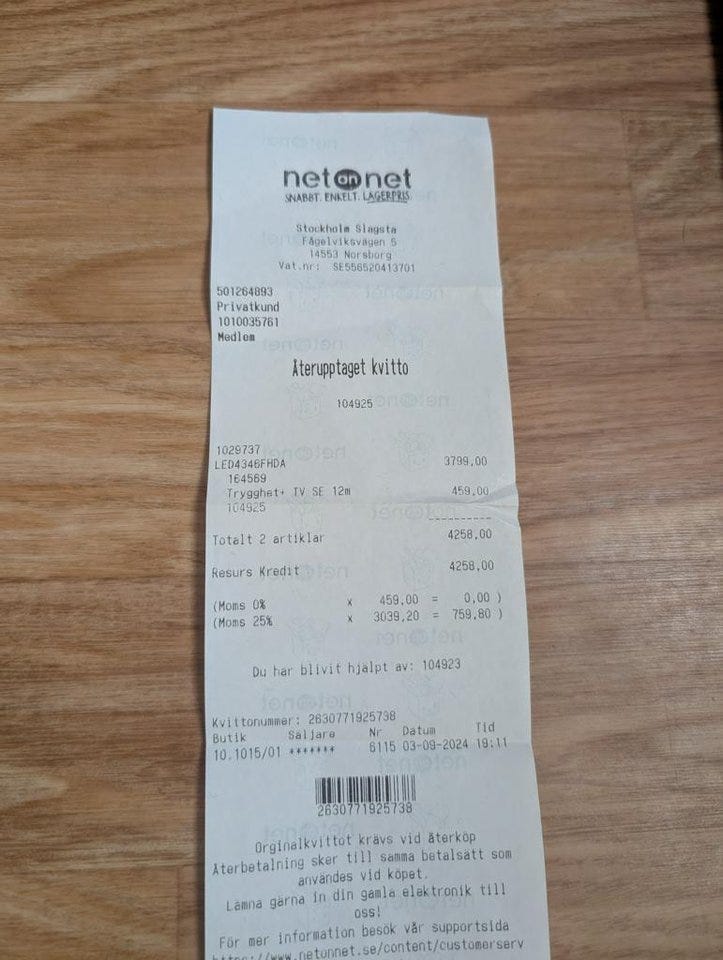 netonnet
SNABBT. ENKELT. LAGERPRIS.
Stockholm Slagsta
Fågelviksvägen 5
14553 Norsborg
Vat.nr: SE556520413701
501264893
Privatkund
1010035761
Medlem
Återupptaget kvitto
104925
1029737
LED4346FHDA 3799,00
164569
Trygghet+ TV SE 12m 459,00
104925
----------
Totalt 2 artiklar 4258,00
Resurs Kredit 4258,00
(Moms 0% x 459,00 = 0,00 )
(Moms 25% x 3039,20 = 759,80 )
Du har blivit hjälpt av: 104923
Kvittonummer: 2630771925738
Butik Säljare Nr Datum Tid
10.1015/01 ******* 6115 03-09-2024 19:11
2630771925738
Orginalkvittot krävs vid återköp
Återbetalning sker till samma betalsätt som
användes vid köpet.
Lämna gärna in din gamla elektronik till
oss!
För mer information besök vår supportsida
https://www.netonnet.se/content/customerserv